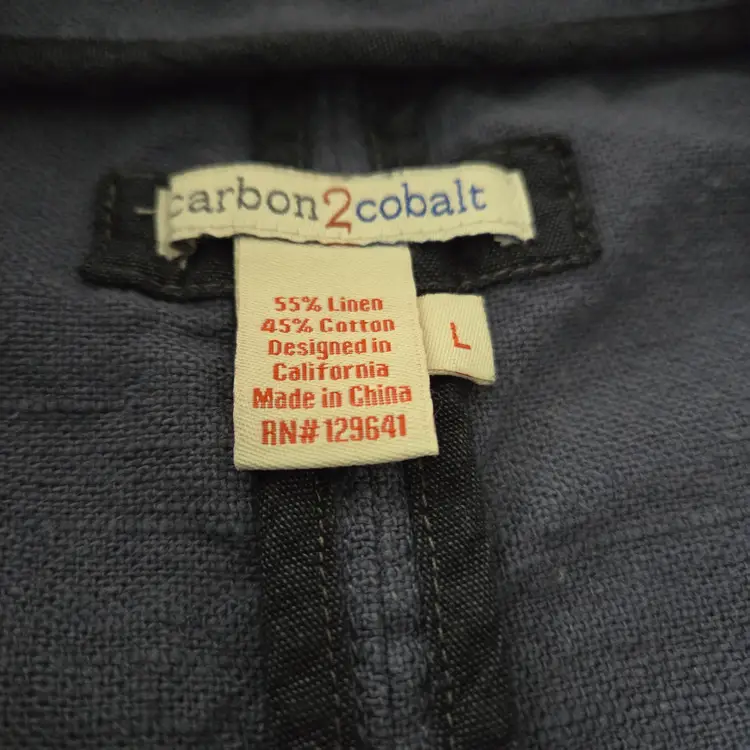 carbon2cobalt
55% Linen
45% Cotton
Designed in
California
Made in China
RN#129641
L